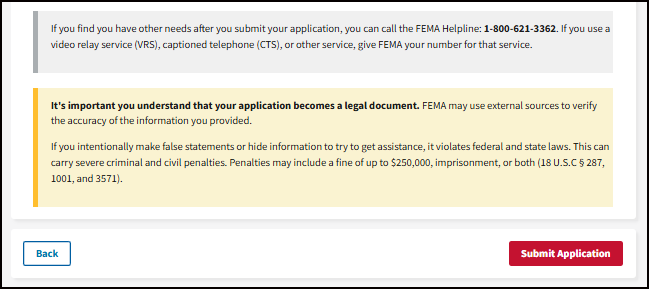 If you find you have other needs after you submit your application, you can call the FEMA Helpline: 1-800-621-3362. If you use a
video relay service (VRS), captioned telephone (CTS), or other service, give FEMA your number for that service.
It's important you understand that your application becomes a legal document. FEMA may use external sources to verify
the accuracy of the information you provided.
If you intentionally make false statements or hide information to try to get assistance, it violates federal and state laws. This can
carry severe criminal and civil penalties. Penalties may include a fine of up to $250,000, imprisonment, or both (18 U.S.C § 287,
1001, and 3571).
Back
Submit Application